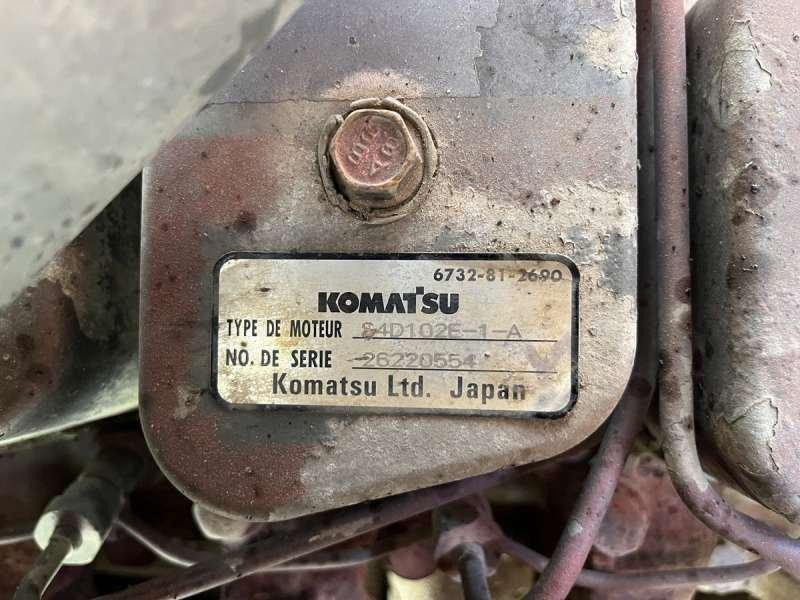 6732-81-2690
KOMATSU
TYPE DE MOTEUR S4D102E-1-A
NO. DE SERIE 26220554
Komatsu Ltd. Japan